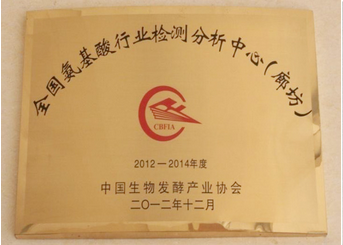 全国氨基酸行业检测分析中心（廊坊）
CBFIA
2012－2014年度
中国生物发酵产业协会
二〇一二年十二月